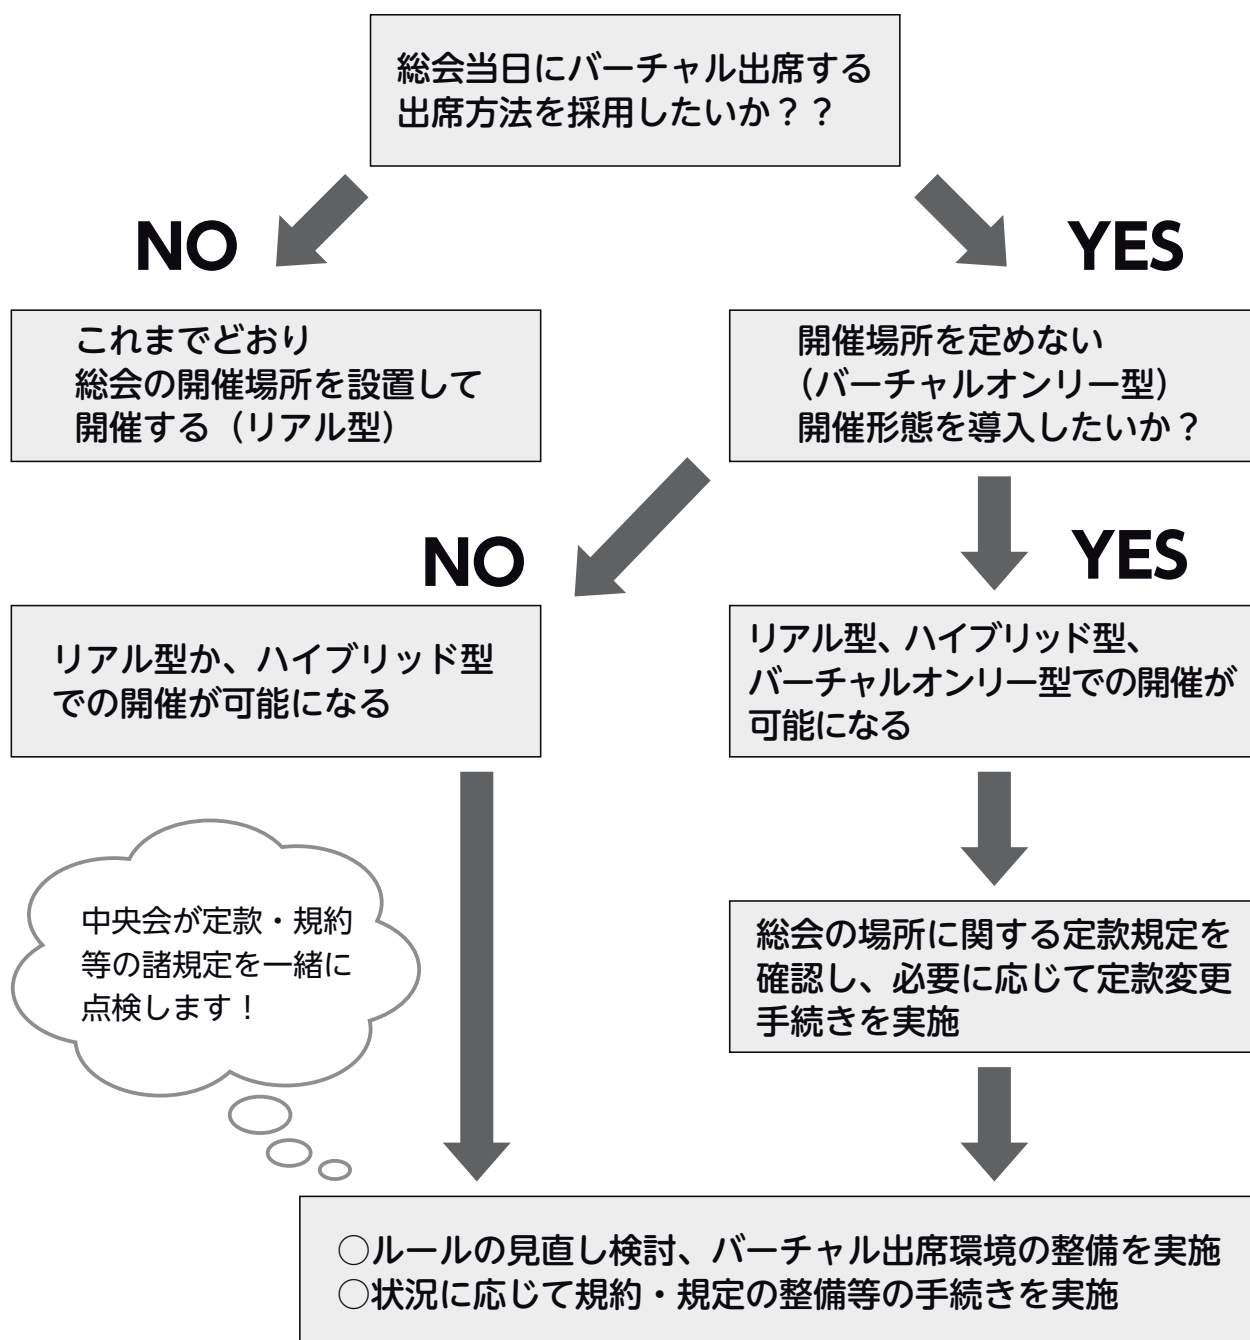 総会当日にバーチャル出席する
出席方法を採用したいか？？
NO
YES
これまでどおり
総会の開催場所を設置して
開催する（リアル型）
開催場所を定めない
（バーチャルオンリー型）
開催形態を導入したいか？
NO
YES
リアル型か、ハイブリッド型
での開催が可能になる
リアル型、ハイブリッド型、
バーチャルオンリー型での開催が
可能になる
中央会が定款・規約
等の諸規定を一緒に
点検します！
総会の場所に関する定款規定を
確認し、必要に応じて定款変更
手続きを実施
○ルールの見直し検討、バーチャル出席環境の整備を実施
○状況に応じて規約・規定の整備等の手続きを実施